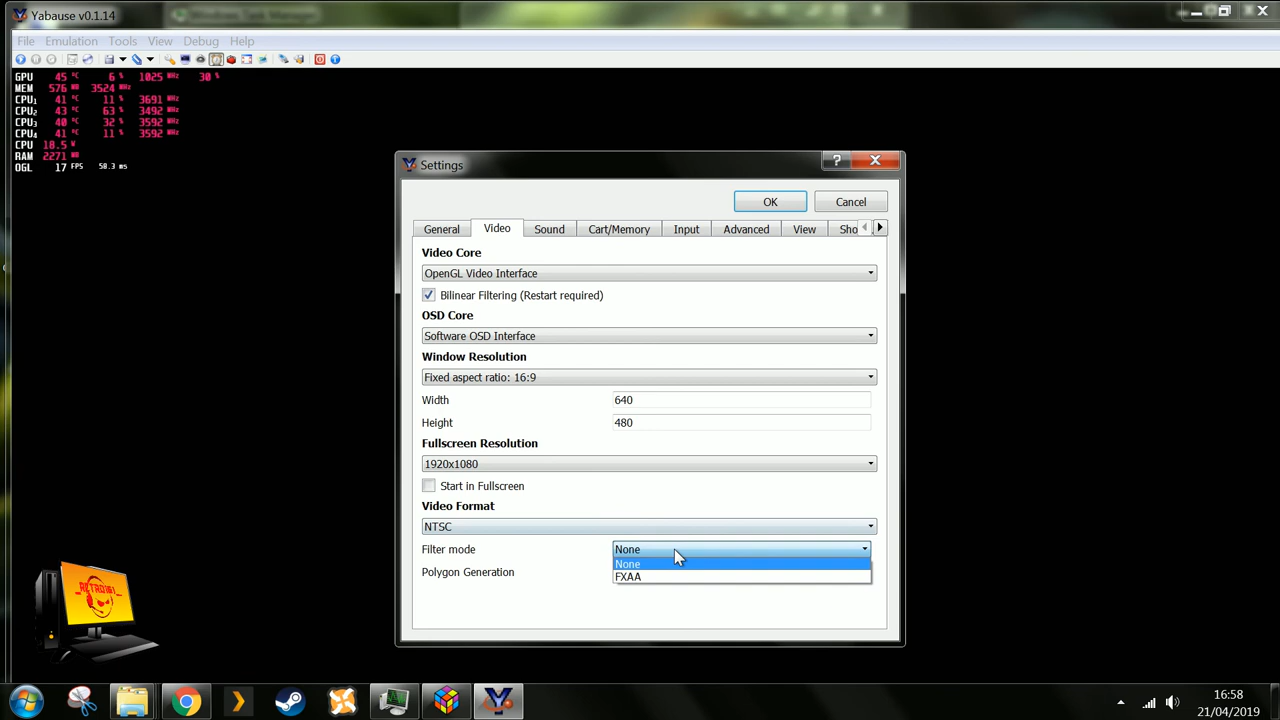 Yabause v0.1.14
Windows Task Manager
File Emulation Tools View Debug Help
GPU 45 °C 6 % 1025 MHz 30 %
MEM 576 MB 3524 MHz
CPU1 41 °C 11 % 3691 MHz
CPU2 43 °C 63 % 3492 MHz
CPU3 40 °C 32 % 3592 MHz
CPU4 41 °C 11 % 3592 MHz
CPU 18.5 W
RAM 2271 MB
OGL 17 FPS 58.3 ms
Settings
OK Cancel
General Video Sound Cart/Memory Input Advanced View Sho
Video Core
OpenGL Video Interface
Bilinear Filtering (Restart required)
OSD Core
Software OSD Interface
Window Resolution
Fixed aspect ratio: 16:9
Width 640
Height 480
Fullscreen Resolution
1920x1080
Start in Fullscreen
Video Format
NTSC
Filter mode None
None
Polygon Generation
FXAA
RETRO161
16:58
21/04/2019